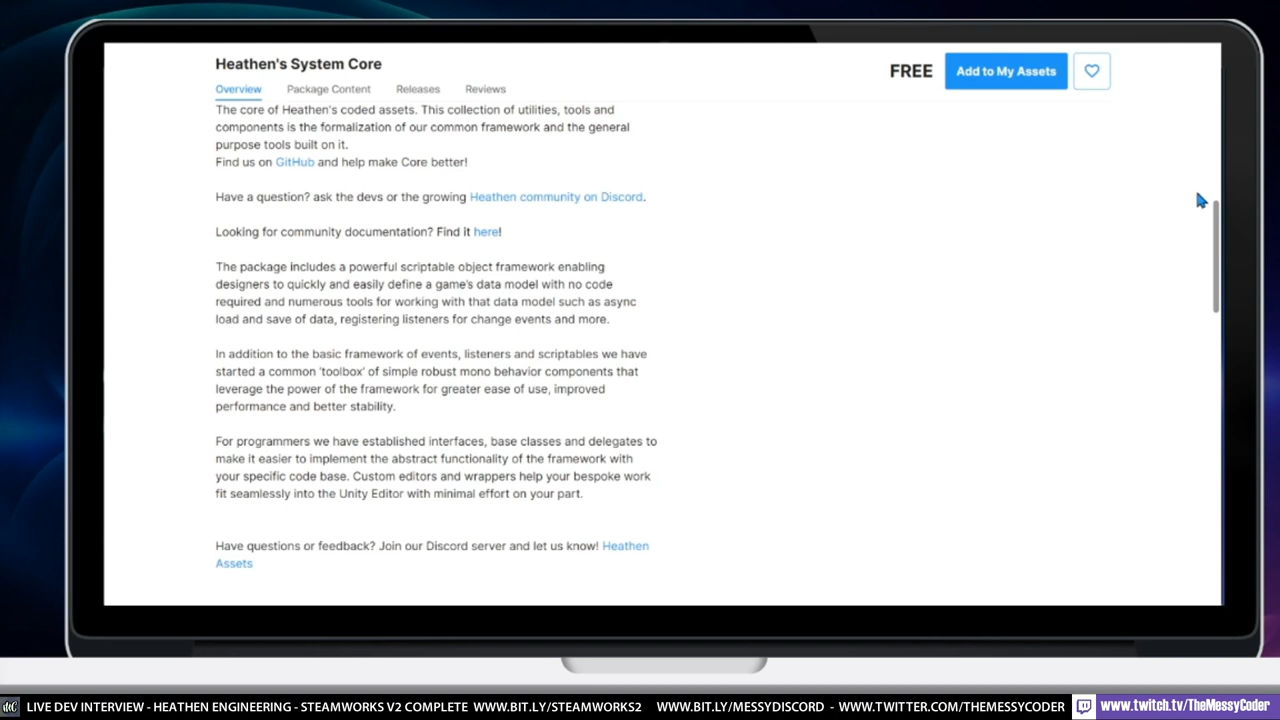 Heathen's System Core
FREE
Add to My Assets
Overview
Package Content
Releases
Reviews
The core of Heathen's coded assets. This collection of utilities, tools and
components is the formalization of our common framework and the general
purpose tools built on it.
Find us on GitHub and help make Core better!
Have a question? ask the devs or the growing Heathen community on Discord.
Looking for community documentation? Find it here!
The package includes a powerful scriptable object framework enabling
designers to quickly and easily define a game's data model with no code
required and numerous tools for working with that data model such as async
load and save of data, registering listeners for change events and more.
In addition to the basic framework of events, listeners and scriptables we have
started a common 'toolbox' of simple robust mono behavior components that
leverage the power of the framework for greater ease of use, improved
performance and better stability.
For programmers we have established interfaces, base classes and delegates to
make it easier to implement the abstract functionality of the framework with
your specific code base. Custom editors and wrappers help your bespoke work
fit seamlessly into the Unity Editor with minimal effort on your part.
Have questions or feedback? Join our Discord server and let us know! Heathen
Assets
LIVE DEV INTERVIEW - HEATHEN ENGINEERING - STEAMWORKS V2 COMPLETE WWW.BIT.LY/STEAMWORKS2 WWW.BIT.LY/MESSYDISCORD - WWW.TWITTER.COM/THEMESSYCODER
www.twitch.tv/TheMessyCoder